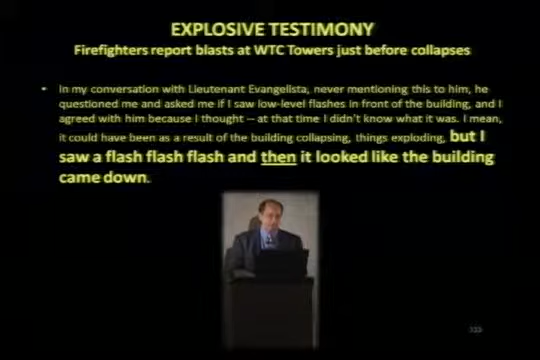 EXPLOSIVE TESTIMONY
Firefighters report blasts at WTC Towers just before collapses
• In my conversation with Lieutenant Evangelista, never mentioning this to him, he
questioned me and asked me if I saw low-level flashes in front of the building, and I
agreed with him because I thought -- at that time I didn't know what it was. I mean,
it could have been as a result of the building collapsing, things exploding, but I
saw a flash flash flash and then it looked like the building
came down.